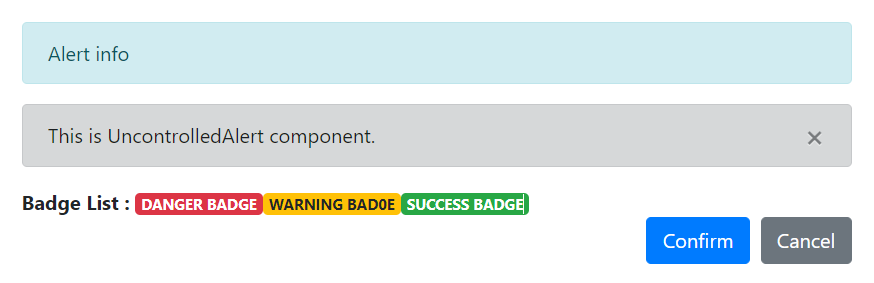 Alert info
This is UncontrolledAlert component. ×
Badge List : DANGER BADGE WARNING BAD0E SUCCESS BADGE
Confirm Cancel